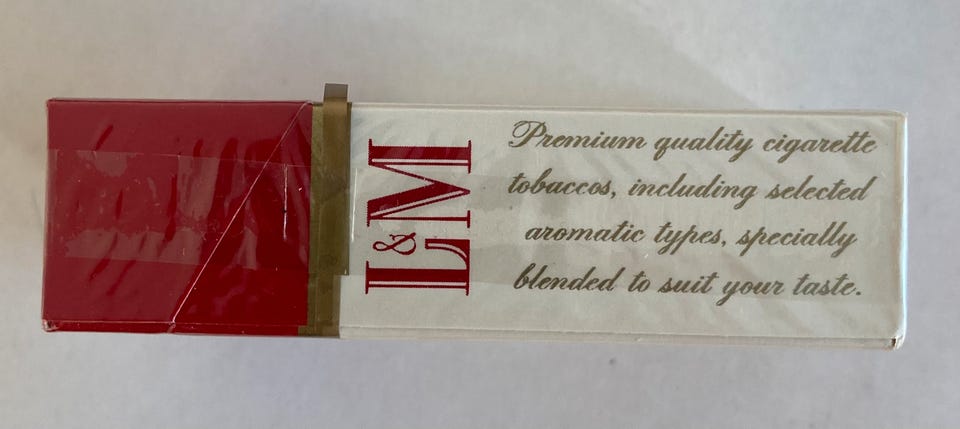 L&M
Premium quality cigarette
tobaccos, including selected
aromatic types, specially
blended to suit your taste.